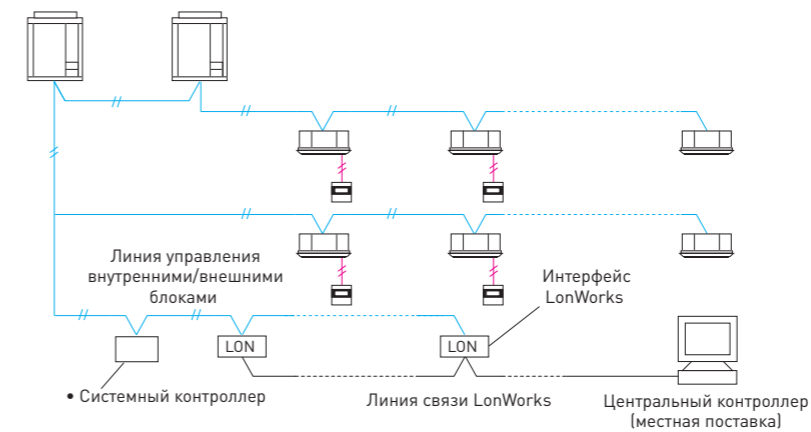 Линия управления
внутренними/внешними
блоками
Интерфейс
LonWorks
LON
LON
• Системный контроллер
Линия связи LonWorks
Центральный контроллер
(местная поставка)